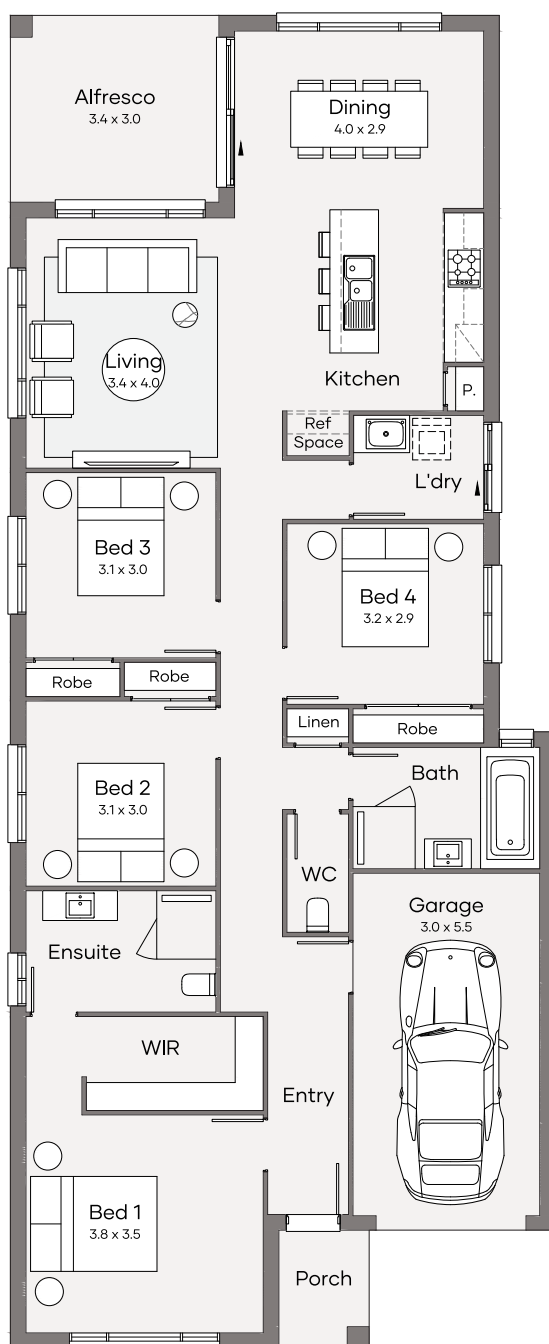 Alfresco
3.4 x 3.0
Dining
4.0 x 2.9
Living
3.4 x 4.0
Kitchen
P.
Ref
Space
L'dry
Bed 3
3.1 x 3.0
Bed 4
3.2 x 2.9
Robe
Robe
Linen
Robe
Bed 2
3.1 x 3.0
Bath
WC
Garage
3.0 x 5.5
Ensuite
WIR
Entry
Bed 1
3.8 x 3.5
Porch